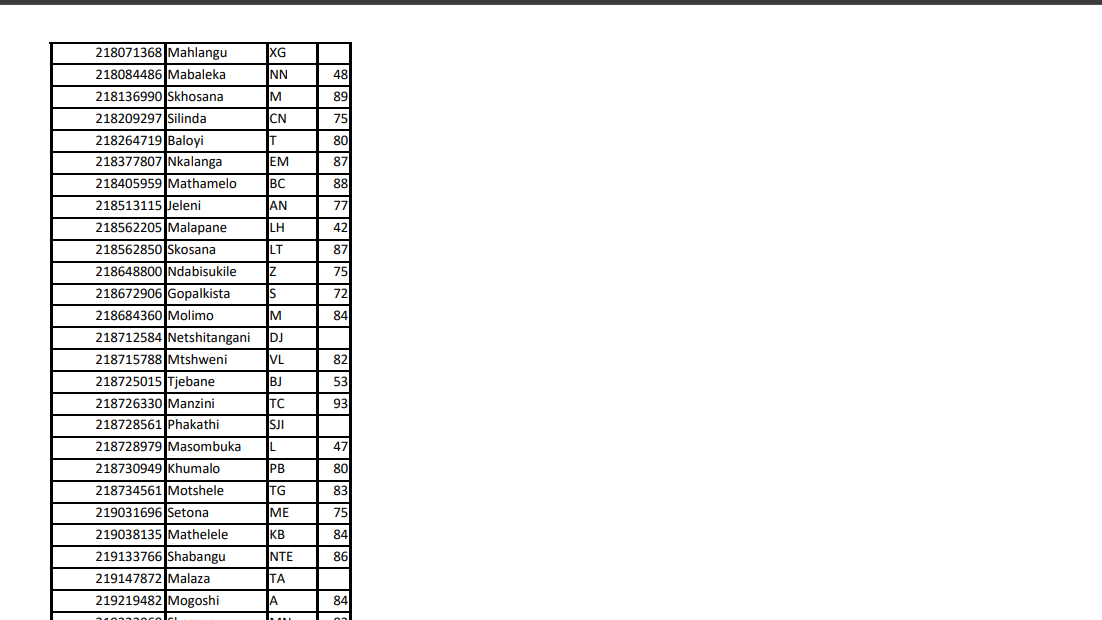 218071368 Mahlangu XG
218084486 Mabaleka NN 48
218136990 Skhosana M 89
218209297 Silinda CN 75
218264719 Baloyi T 80
218377807 Nkalanga EM 87
218405959 Mathamelo BC 88
218513115 Jeleni AN 77
218562205 Malapane LH 42
218562850 Skosana LT 87
218648800 Ndabisukile Z 75
218672906 Gopalkista S 72
218684360 Molimo M 84
218712584 Netshitangani DJ
218715788 Mtshweni VL 82
218725015 Tjebane BJ 53
218726330 Manzini TC 93
218728561 Phakathi SJI
218728979 Masombuka L 47
218730949 Khumalo PB 80
218734561 Motshele TG 83
219031696 Setona ME 75
219038135 Mathelele KB 84
219133766 Shabangu NTE 86
219147872 Malaza TA
219219482 Mogoshi A 84